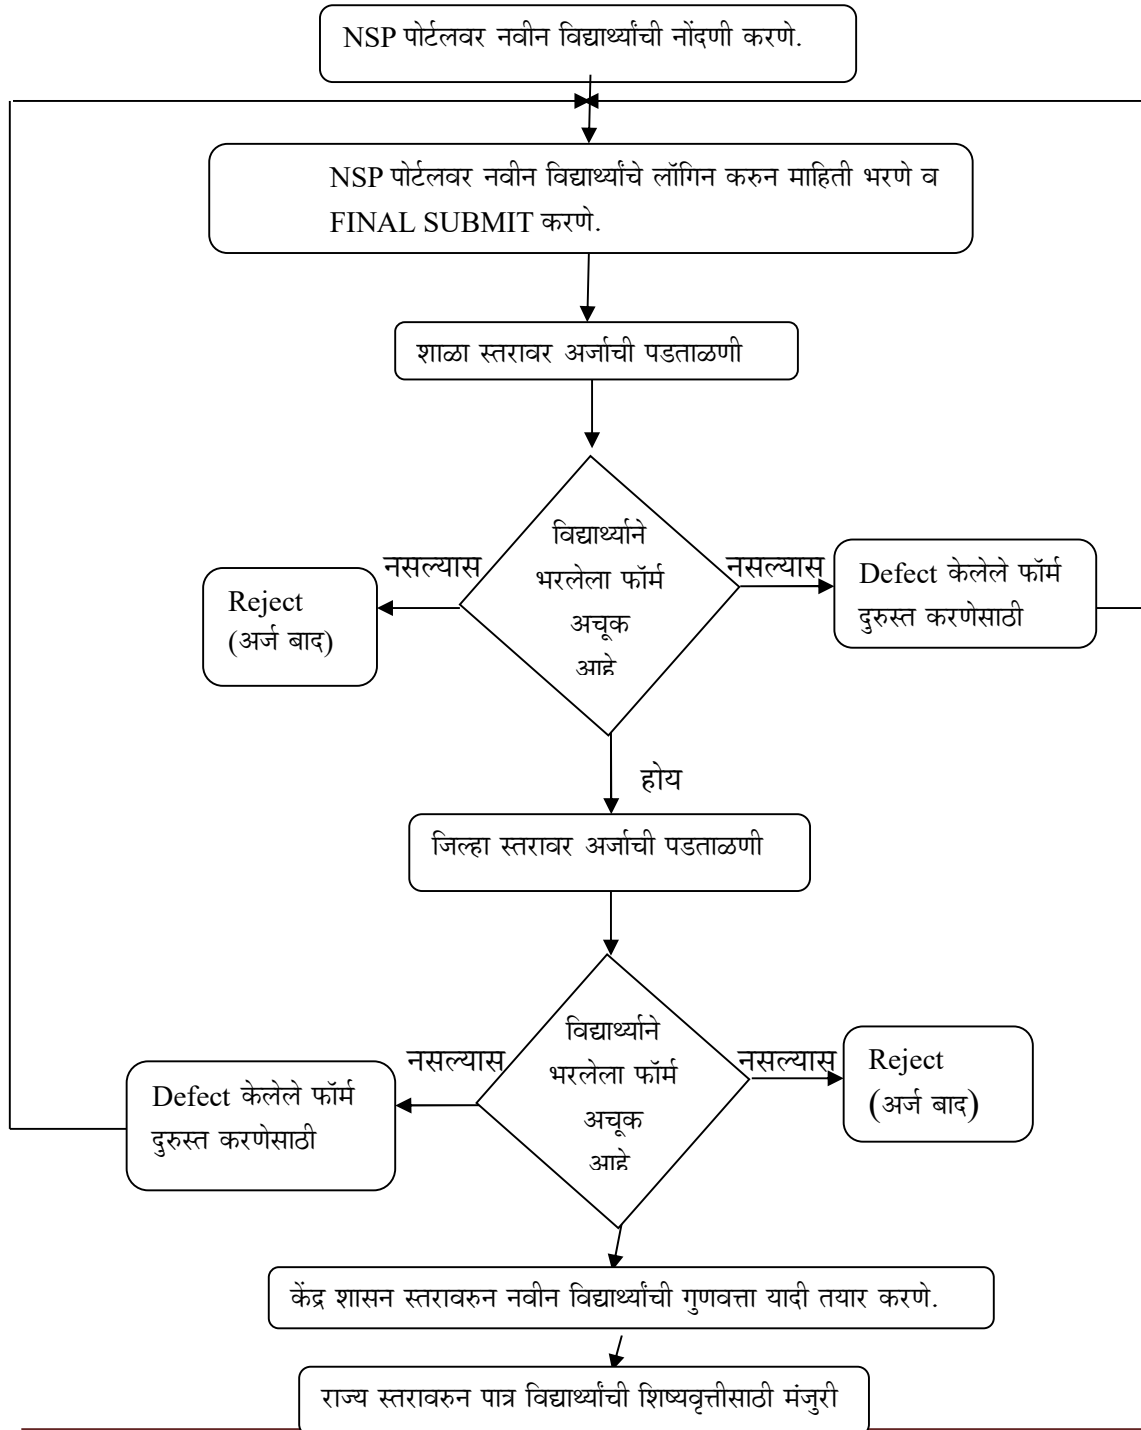 NSP पोर्टलवर नवीन विद्यार्थ्यांची नोंदणी करणे.
NSP पोर्टलवर नवीन विद्यार्थ्यांचे लॉगिन करुन माहिती भरणे व
FINAL SUBMIT करणे.
शाळा स्तरावर अर्जाची पडताळणी
विद्यार्थ्याने
भरलेला फॉर्म
अचूक
आहे
नसल्यास
नसल्यास
Reject
(अर्ज बाद)
Defect केलेले फॉर्म
दुरुस्त करणेसाठी
होय
जिल्हा स्तरावर अर्जाची पडताळणी
विद्यार्थ्याने
भरलेला फॉर्म
अचूक
आहे
नसल्यास
नसल्यास
Defect केलेले फॉर्म
दुरुस्त करणेसाठी
Reject
(अर्ज बाद)
केंद्र शासन स्तरावरुन नवीन विद्यार्थ्यांची गुणवत्ता यादी तयार करणे.
राज्य स्तरावरुन पात्र विद्यार्थ्यांची शिष्यवृत्तीसाठी मंजुरी